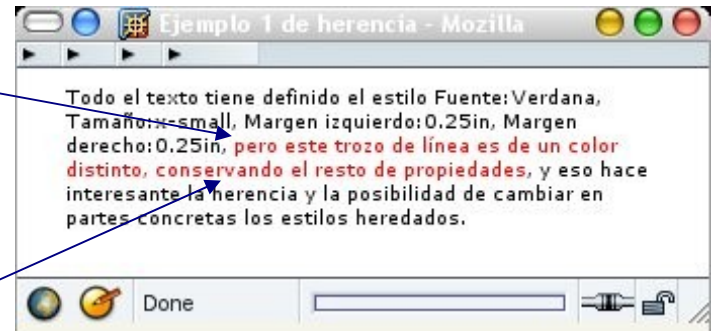 Ejemplo 1 de herencia - Mozilla
Todo el texto tiene definido el estilo Fuente:Verdana,
Tamaño:x-small, Margen izquierdo:0.25in, Margen
derecho:0.25in, pero este trozo de línea es de un color
distinto, conservando el resto de propiedades, y eso hace
interesante la herencia y la posibilidad de cambiar en
partes concretas los estilos heredados.
Done